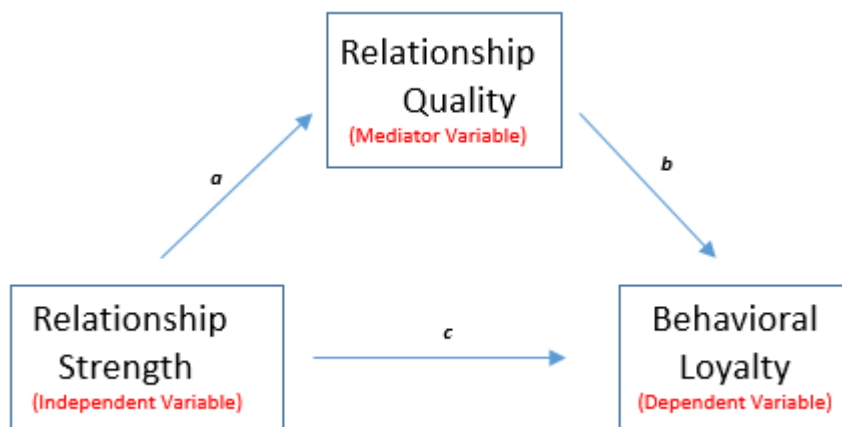 Relationship
Quality
(Mediator Variable)
a
b
Relationship
Strength
(Independent Variable)
c
Behavioral
Loyalty
(Dependent Variable)